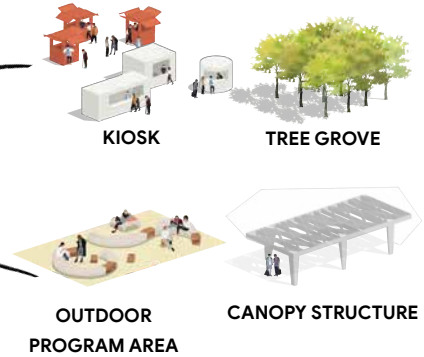 KIOSK
TREE GROVE
OUTDOOR
PROGRAM AREA
CANOPY STRUCTURE